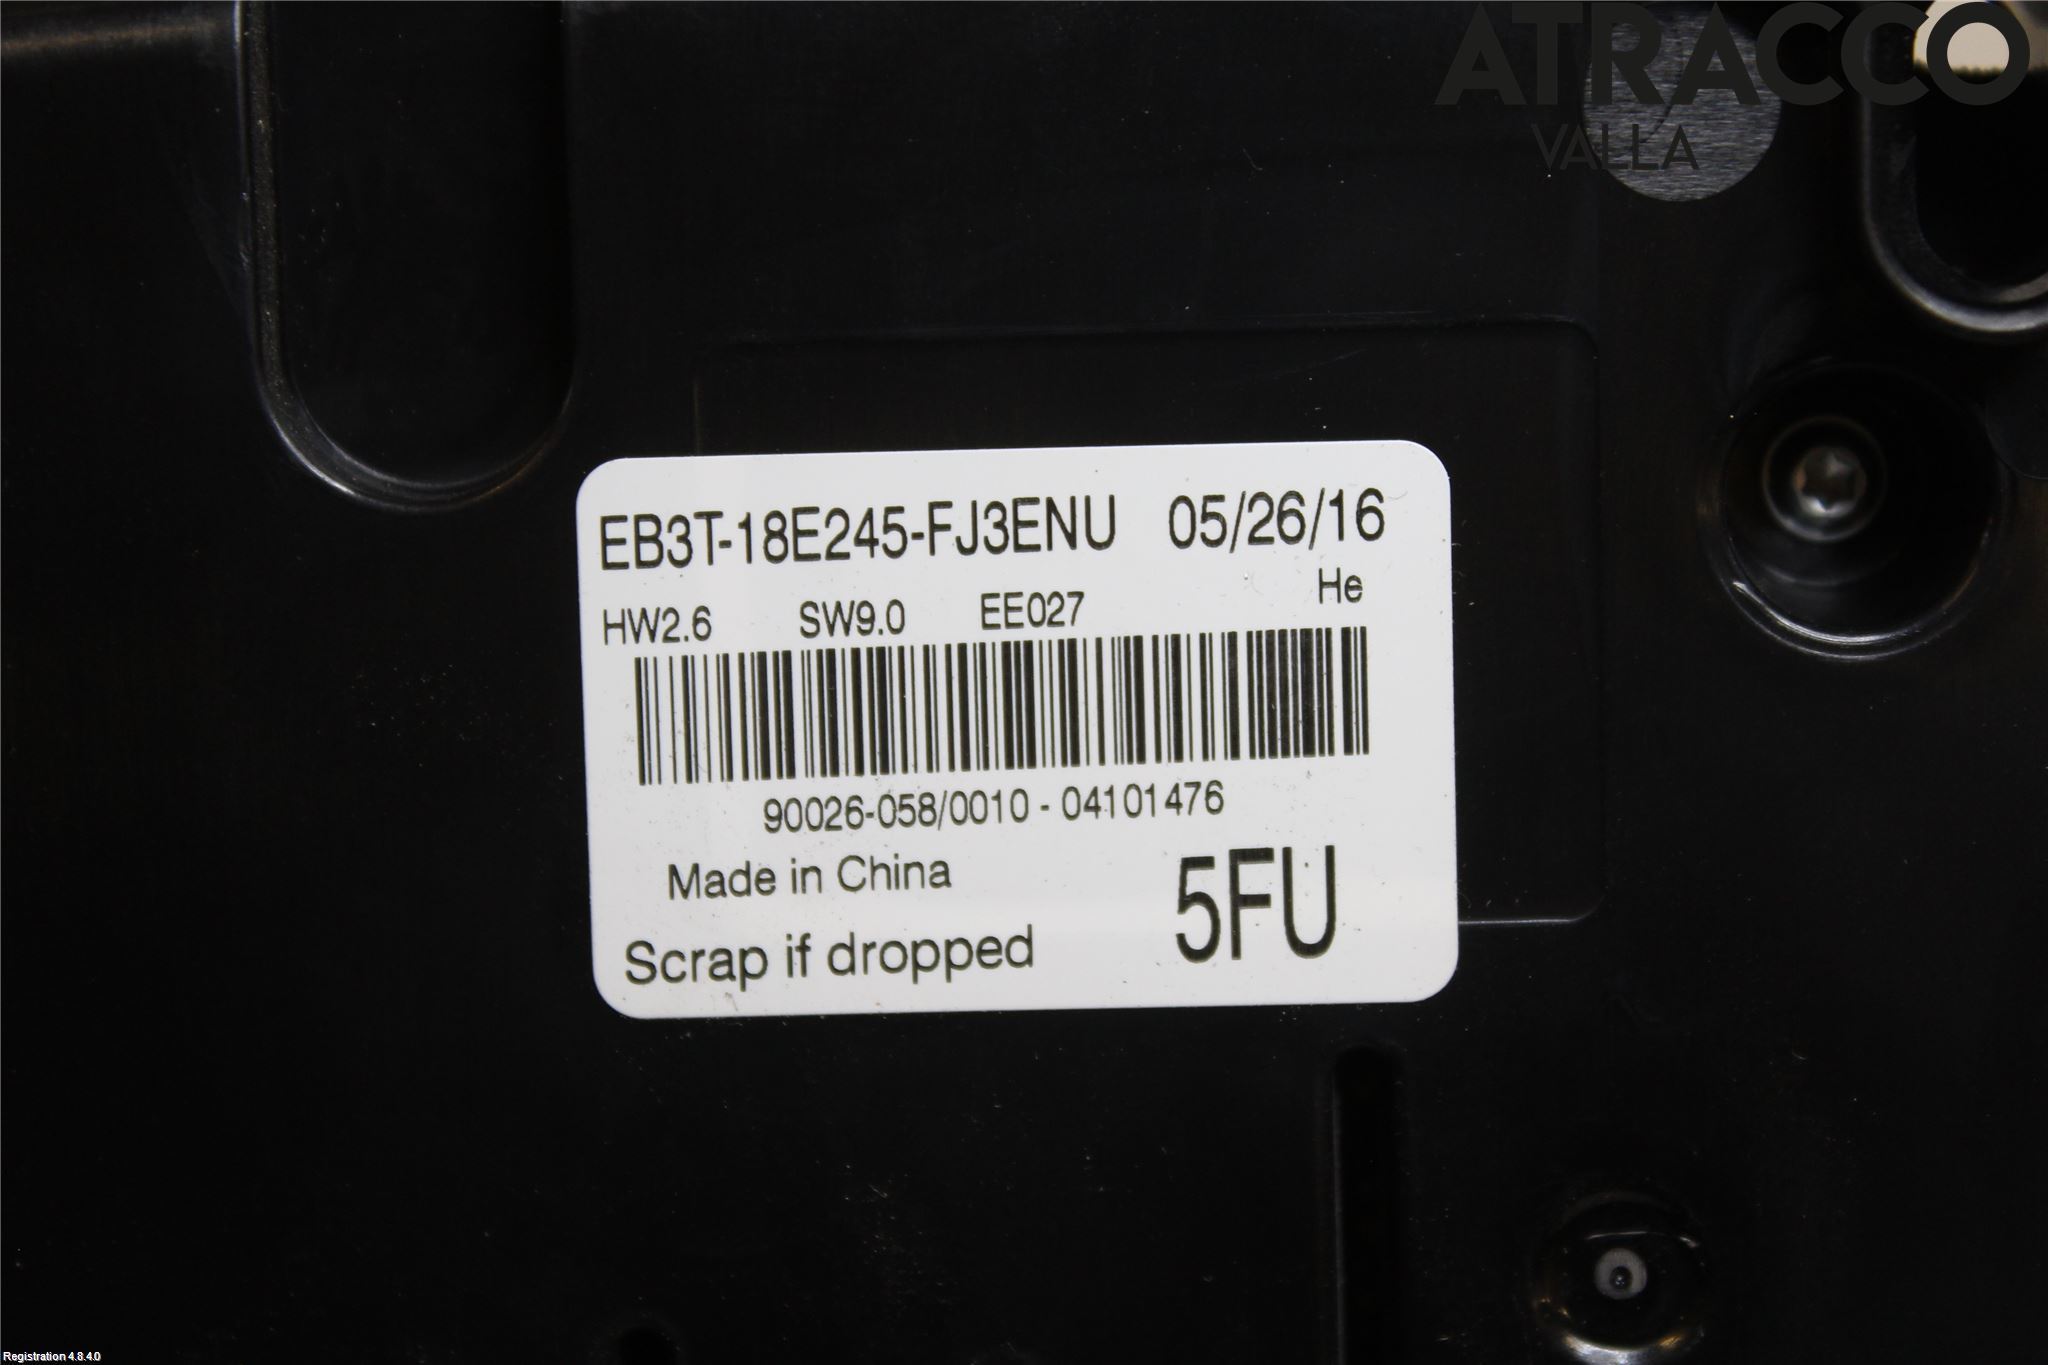 ATRACCO
VALLA
EB3T-18E245-FJ3ENU 05/26/16
HW2.6 SW9.0 EE027 He
90026-058/0010 - 04101476
Made in China
5FU
Scrap if dropped
Registration 4.8.4.0